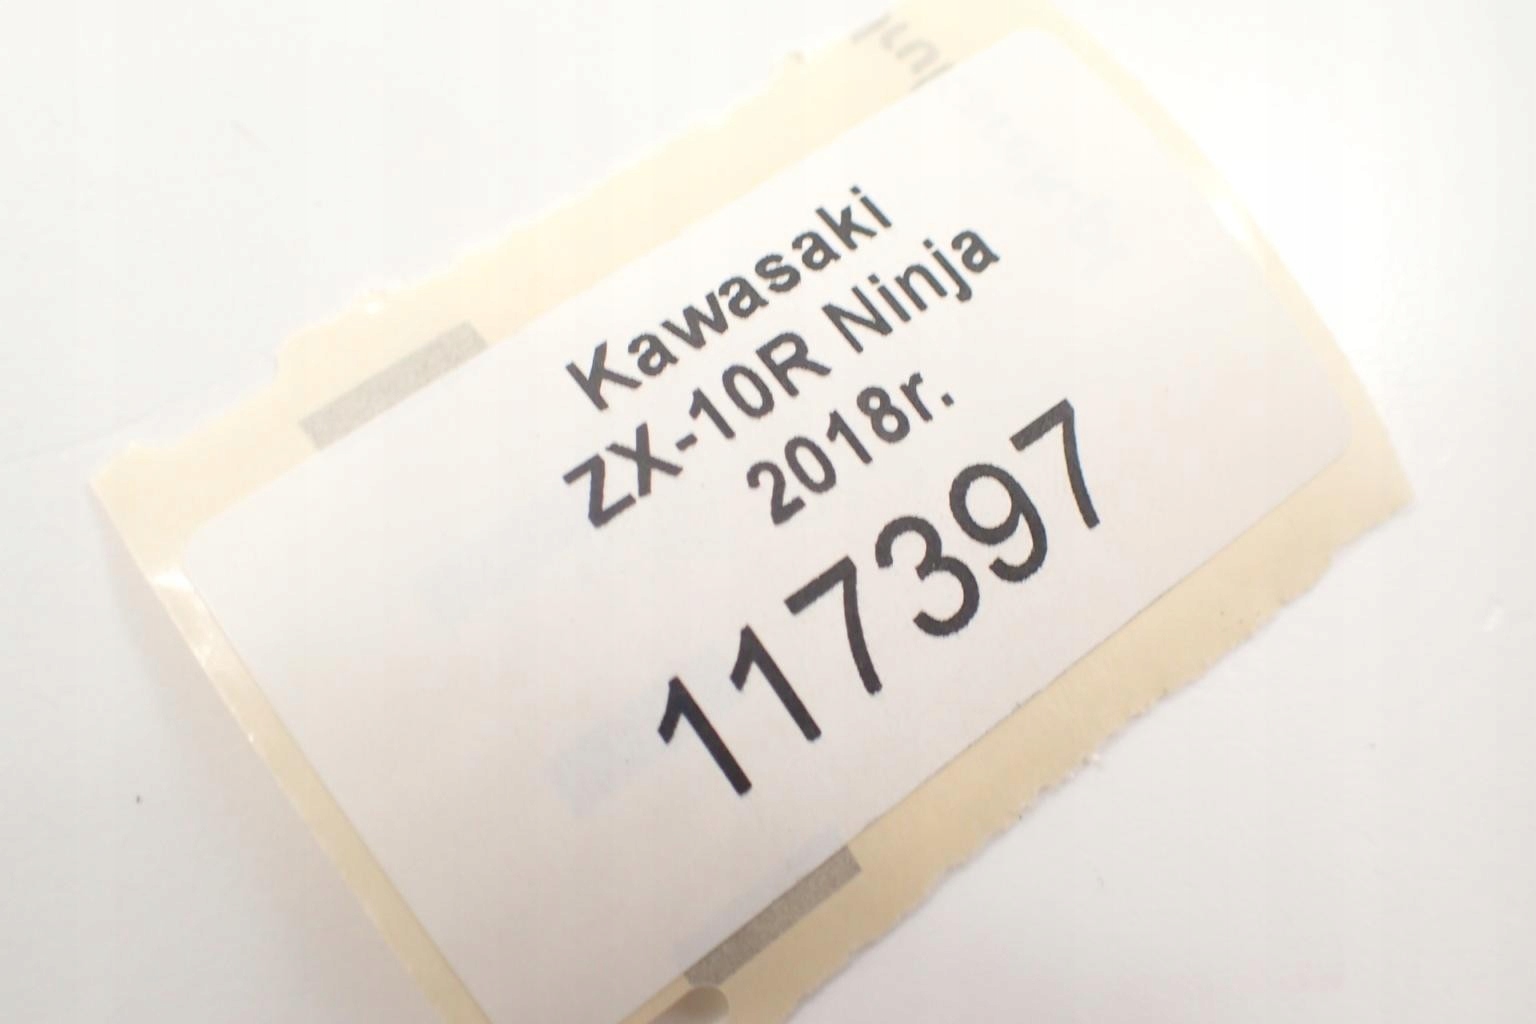 Kawasaki
ZX-10R Ninja
2018r.
117397